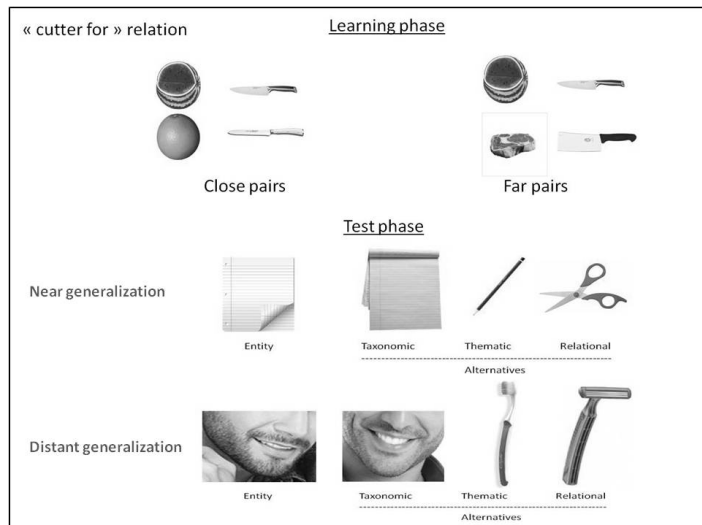 « cutter for » relation
Learning phase
Close pairs
Far pairs
Test phase
Near generalization
Entity
Taxonomic
Thematic
Relational
Alternatives
Distant generalization
Entity
Taxonomic
Thematic
Relational
Alternatives